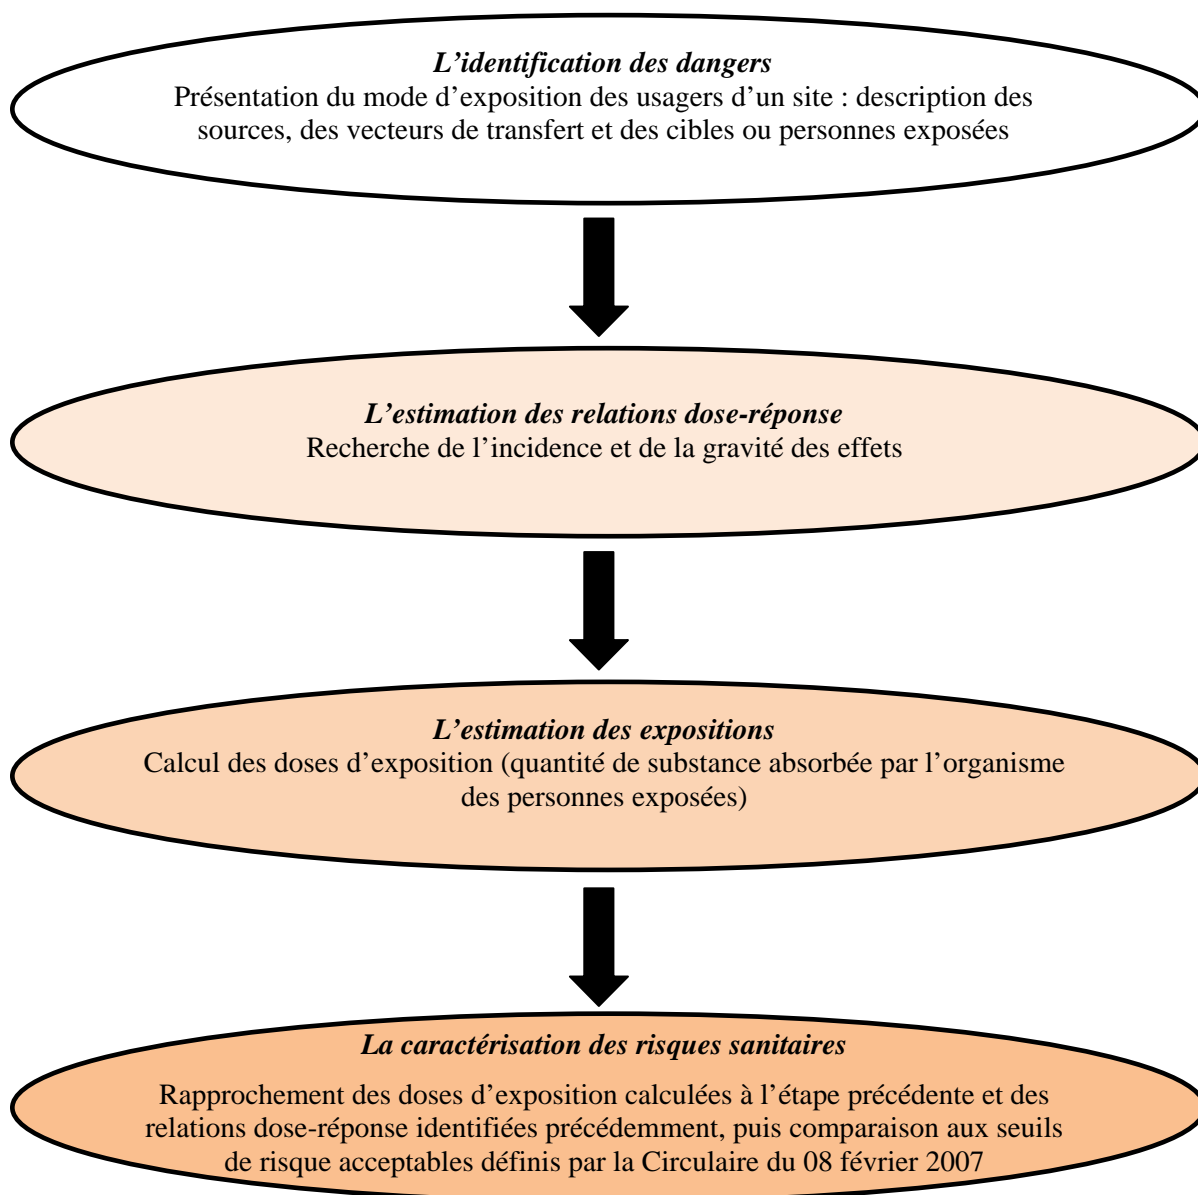 L’identification des dangers
Présentation du mode d’exposition des usagers d’un site : description des
sources, des vecteurs de transfert et des cibles ou personnes exposées
L’estimation des relations dose-réponse
Recherche de l’incidence et de la gravité des effets
L’estimation des expositions
Calcul des doses d’exposition (quantité de substance absorbée par l’organisme
des personnes exposées)
La caractérisation des risques sanitaires
Rapprochement des doses d’exposition calculées à l’étape précédente et des
relations dose-réponse identifiées précédemment, puis comparaison aux seuils
de risque acceptables définis par la Circulaire du 08 février 2007